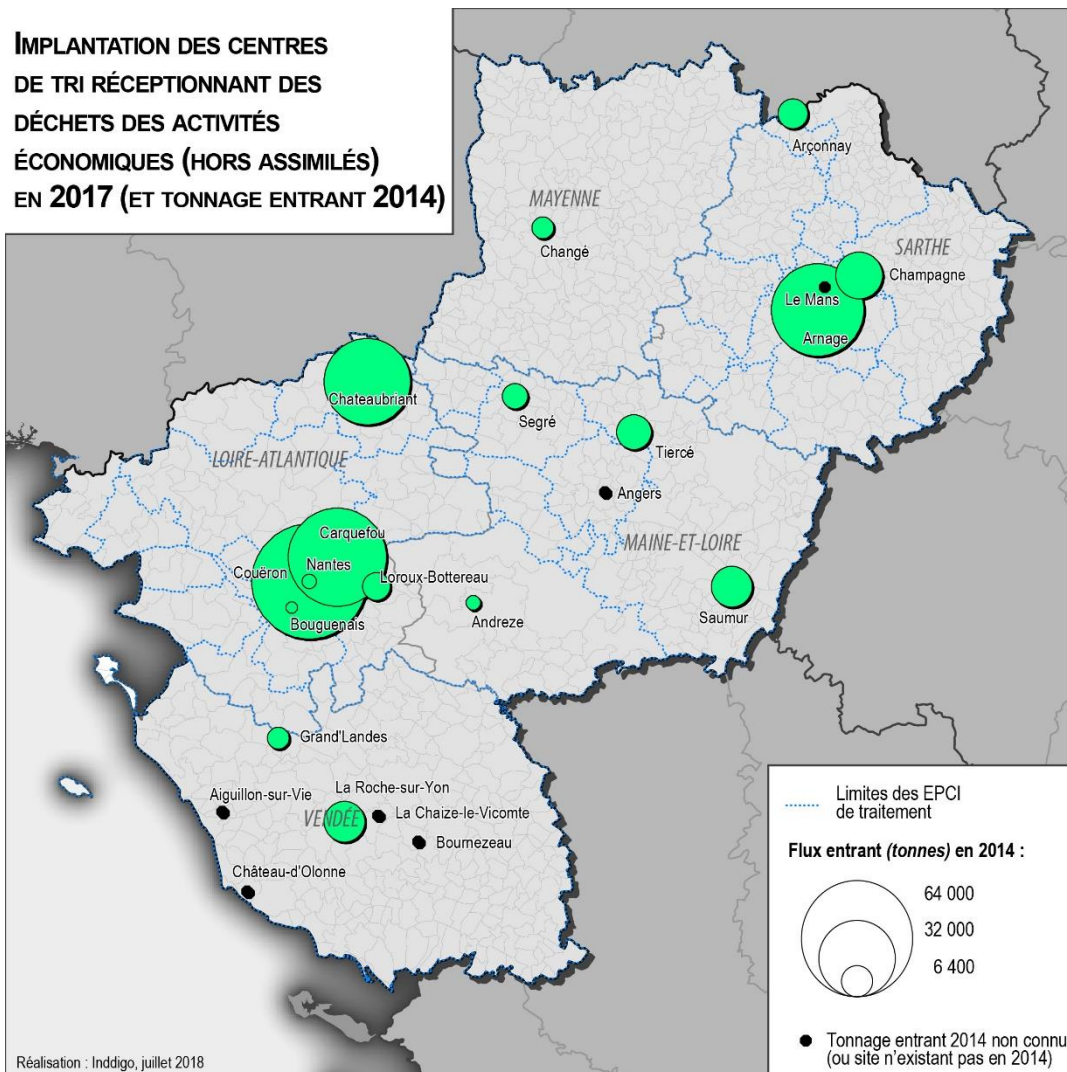 IMPLANTATION DES CENTRES
DE TRI RÉCEPTIONNANT DES
DÉCHETS DES ACTIVITÉS
ÉCONOMIQUES (HORS ASSIMILÉS)
EN 2017 (ET TONNAGE ENTRANT 2014)
Arçonnay
MAYENNE
Changé
SARTHE
Champagne
Le Mans
Arnage
Chateaubriant
Segré
Tiercé
LOIRE-ATLANTIQUE
Angers
Carquefou
MAINE-ET-LOIRE
Nantes
Couëron
Loroux-Bottereau
Bouguenais
Andreze
Saumur
Grand'Landes
La Roche-sur-Yon
Aiguillon-sur-Vie
VENDÉE
La Chaize-le-Vicomte
Bournezeau
Château-d'Olonne
Limites des EPCI
de traitement
Flux entrant (tonnes) en 2014 :
64 000
32 000
6 400
Tonnage entrant 2014 non connu
(ou site n'existant pas en 2014)
Réalisation : Inddigo, juillet 2018